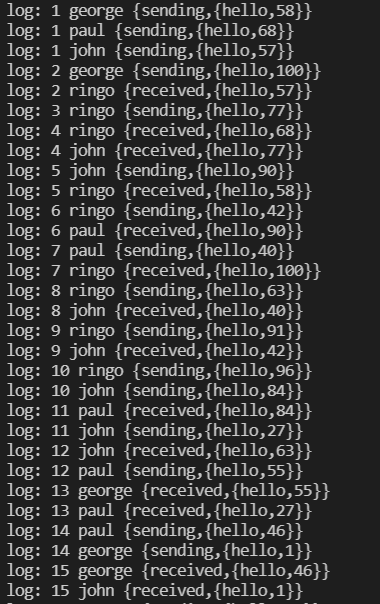 log: 1 george {sending,{hello,58}}
log: 1 paul {sending,{hello,68}}
log: 1 john {sending,{hello,57}}
log: 2 george {sending,{hello,100}}
log: 2 ringo {received,{hello,57}}
log: 3 ringo {sending,{hello,77}}
log: 4 ringo {received,{hello,68}}
log: 4 john {received,{hello,77}}
log: 5 john {sending,{hello,90}}
log: 5 ringo {received,{hello,58}}
log: 6 ringo {sending,{hello,42}}
log: 6 paul {received,{hello,90}}
log: 7 paul {sending,{hello,40}}
log: 7 ringo {received,{hello,100}}
log: 8 ringo {sending,{hello,63}}
log: 8 john {received,{hello,40}}
log: 9 ringo {sending,{hello,91}}
log: 9 john {received,{hello,42}}
log: 10 ringo {sending,{hello,96}}
log: 10 john {sending,{hello,84}}
log: 11 paul {received,{hello,84}}
log: 11 john {sending,{hello,27}}
log: 12 john {received,{hello,63}}
log: 12 paul {sending,{hello,55}}
log: 13 george {received,{hello,55}}
log: 13 paul {received,{hello,27}}
log: 14 paul {sending,{hello,46}}
log: 14 george {sending,{hello,1}}
log: 15 george {received,{hello,46}}
log: 15 john {received,{hello,1}}